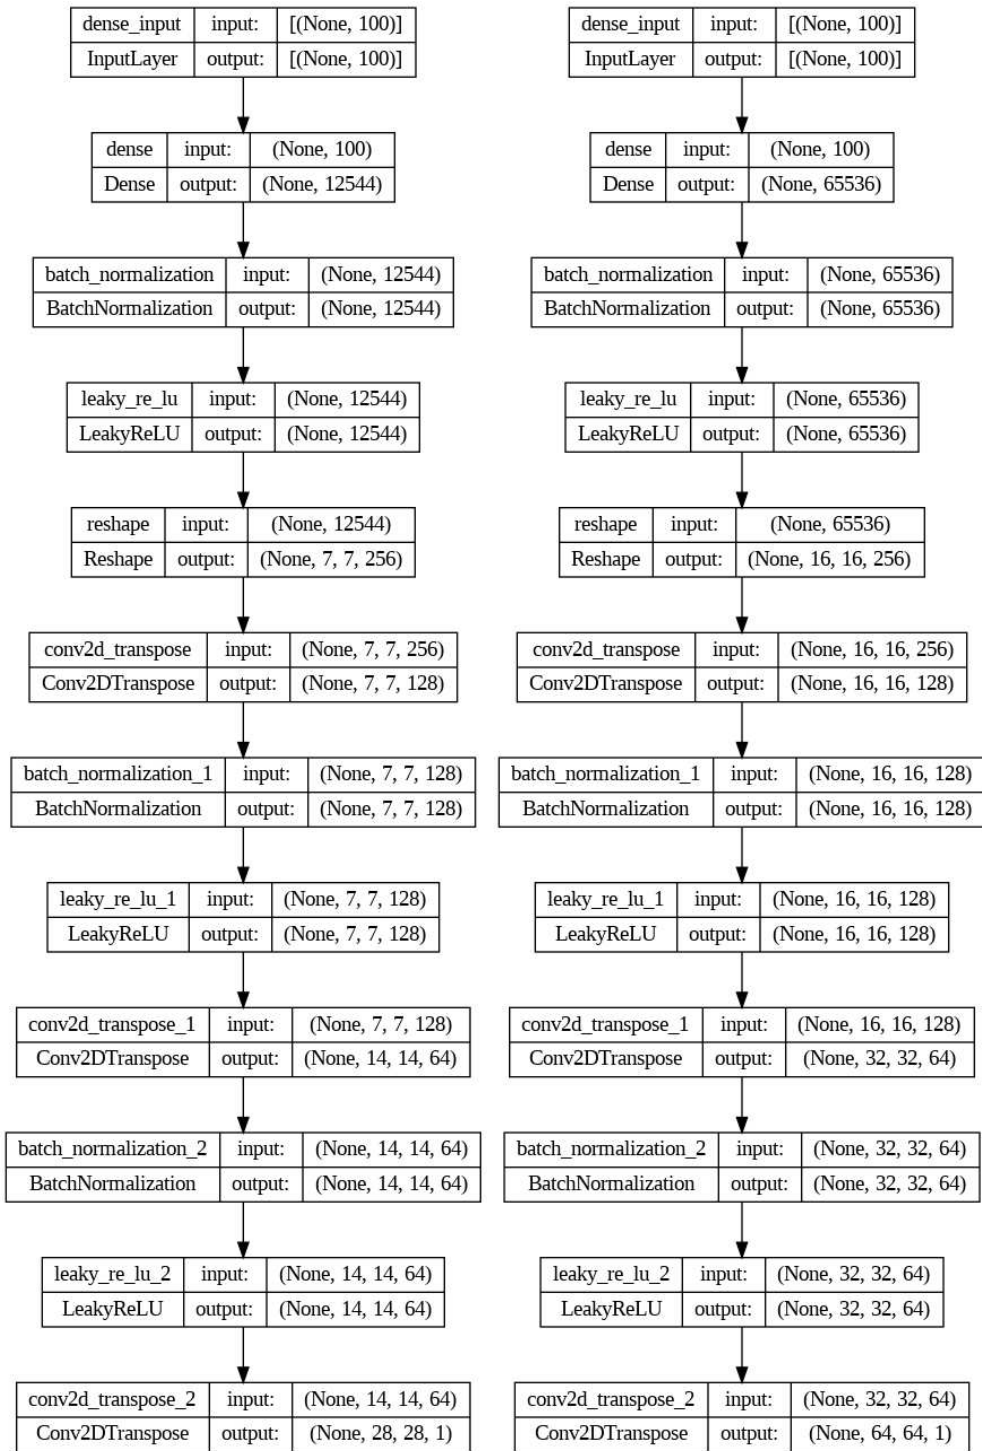 dense_input input: [(None, 100)]
InputLayer output: [(None, 100)]
dense input: (None, 100)
Dense output: (None, 12544)
batch_normalization input: (None, 12544)
BatchNormalization output: (None, 12544)
leaky_re_lu input: (None, 12544)
LeakyReLU output: (None, 12544)
reshape input: (None, 12544)
Reshape output: (None, 7, 7, 256)
conv2d_transpose input: (None, 7, 7, 256)
Conv2DTranspose output: (None, 7, 7, 128)
batch_normalization_1 input: (None, 7, 7, 128)
BatchNormalization output: (None, 7, 7, 128)
leaky_re_lu_1 input: (None, 7, 7, 128)
LeakyReLU output: (None, 7, 7, 128)
conv2d_transpose_1 input: (None, 7, 7, 128)
Conv2DTranspose output: (None, 14, 14, 64)
batch_normalization_2 input: (None, 14, 14, 64)
BatchNormalization output: (None, 14, 14, 64)
leaky_re_lu_2 input: (None, 14, 14, 64)
LeakyReLU output: (None, 14, 14, 64)
conv2d_transpose_2 input: (None, 14, 14, 64)
Conv2DTranspose output: (None, 28, 28, 1)
dense_input input: [(None, 100)]
InputLayer output: [(None, 100)]
dense input: (None, 100)
Dense output: (None, 65536)
batch_normalization input: (None, 65536)
BatchNormalization output: (None, 65536)
leaky_re_lu input: (None, 65536)
LeakyReLU output: (None, 65536)
reshape input: (None, 65536)
Reshape output: (None, 16, 16, 256)
conv2d_transpose input: (None, 16, 16, 256)
Conv2DTranspose output: (None, 16, 16, 128)
batch_normalization_1 input: (None, 16, 16, 128)
BatchNormalization output: (None, 16, 16, 128)
leaky_re_lu_1 input: (None, 16, 16, 128)
LeakyReLU output: (None, 16, 16, 128)
conv2d_transpose_1 input: (None, 16, 16, 128)
Conv2DTranspose output: (None, 32, 32, 64)
batch_normalization_2 input: (None, 32, 32, 64)
BatchNormalization output: (None, 32, 32, 64)
leaky_re_lu_2 input: (None, 32, 32, 64)
LeakyReLU output: (None, 32, 32, 64)
conv2d_transpose_2 input: (None, 32, 32, 64)
Conv2DTranspose output: (None, 64, 64, 1)